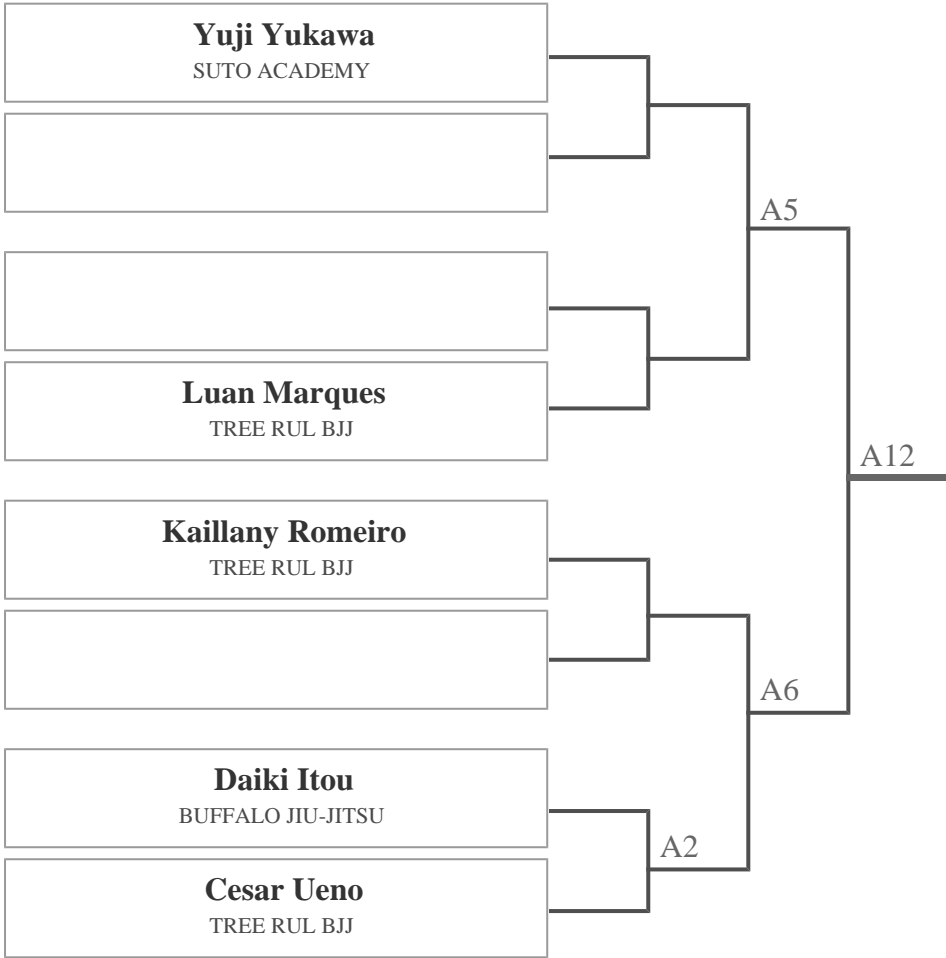 Yuji Yukawa
SUTO ACADEMY
A5
Luan Marques
TREE RUL BJJ
A12
Kaillany Romeiro
TREE RUL BJJ
A6
Daiki Itou
BUFFALO JIU-JITSU
A2
Cesar Ueno
TREE RUL BJJ